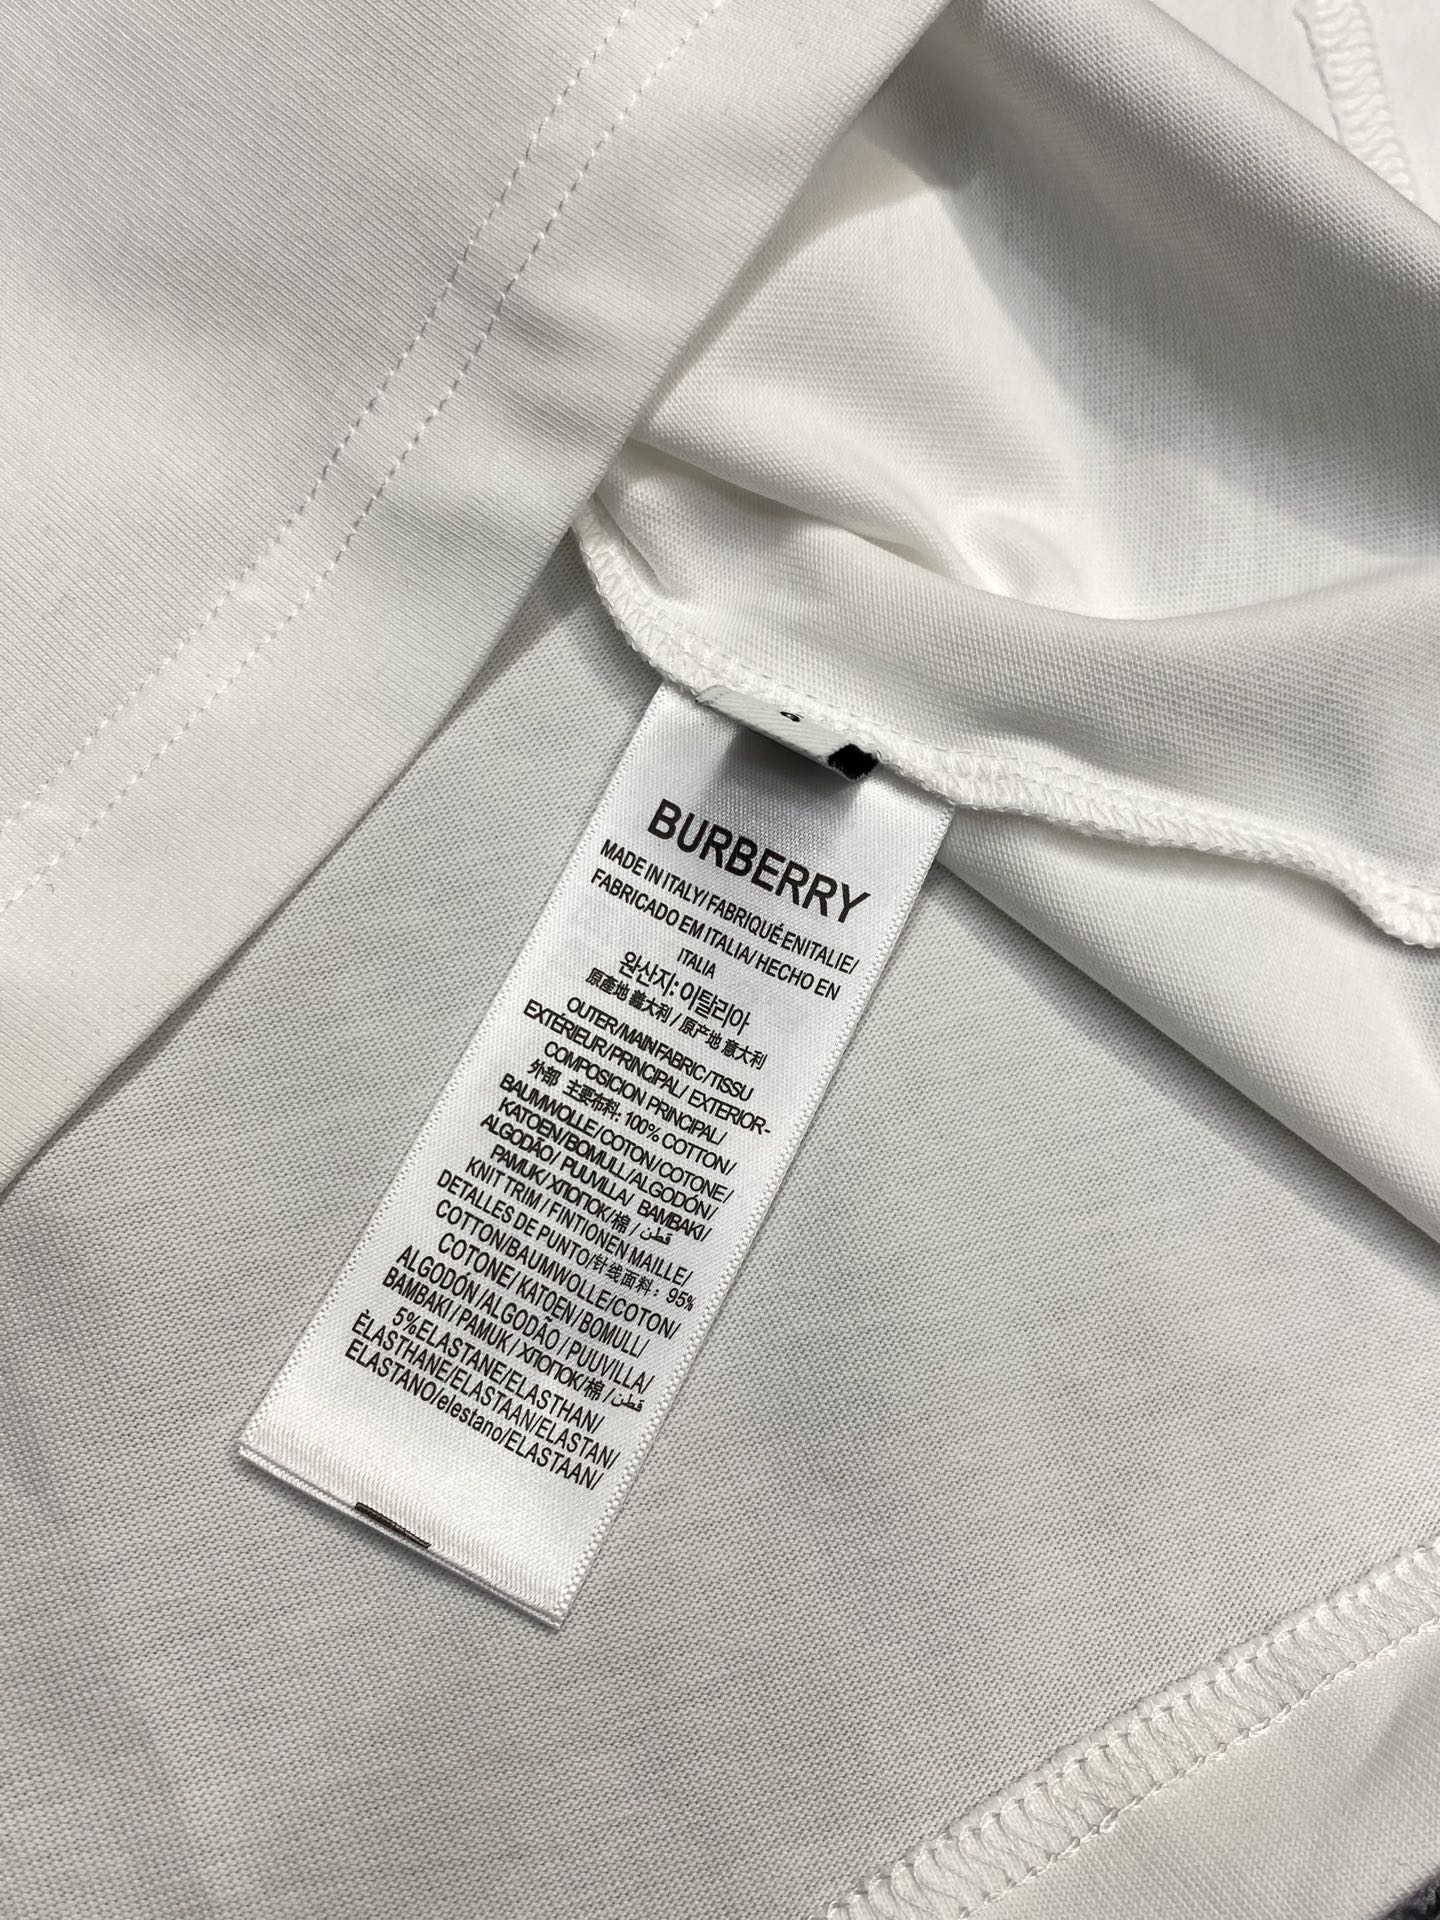 BURBERRY
MADE IN ITALY/ FABRIQUÉ-ENITALIE/
FABRICADO EM ITALIA/ HECHO EN
ITALIA
완산지: 이탈리아
原產地 義大利 / 原产地 意大利
OUTER/MAIN FABRIC/TISSU
EXTÉRIEUR/PRINCIPAL/ EXTERIOR-
COMPOSICION PRINCIPAL/
外部 主要布料: 100% COTTON/
BAUMWOLLE/COTON/COTONE/
KATOEN/BOMULL/ALGODÓN/
ALGODÃO/ PUUVILLA/ BAMBAKI/
PAMUK/ХЛОПОК/棉 / قطن
KNIT TRIM / FINTIONEN MAILLE/
DETALLES DE PUNTO/针线面料: 95%
COTTON/BAUMWOLLE/COTON/
COTONE/ KATOEN/BOMULL/
ALGODÓN/ALGODÃO / PUUVILLA/
BAMBAKI/PAMUK/ХЛОПОК/棉 / قطن
5%ELASTANE/ELASTHAN/
ÈLASTHANE/ELASTAAN/ELASTAN/
ELASTANO/elestano/ELASTAAN/